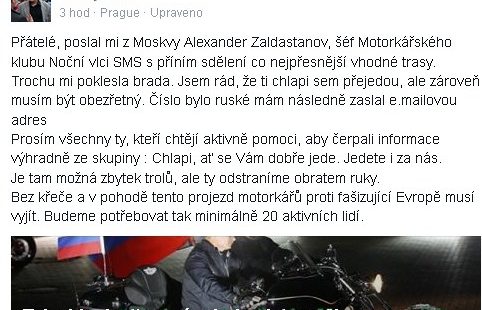 3 hod · Prague · Upraveno
Přátelé, poslal mi z Moskvy Alexander Zaldastanov, šéf Motorkářského
klubu Noční vlci SMS s příním sdělení co nejpřesnější vhodné trasy.
Trochu mi poklesla brada. Jsem rád, že ti chlapi sem přejedou, ale zároveň
musím být obezřetný. Číslo bylo ruské mám následně zaslal e.mailovou
adres
Prosím všechny ty, kteří chtějí aktivně pomoci, aby čerpali informace
výhradně ze skupiny : Chlapi, ať se Vám dobře jede. Jedete i za nás.
Je tam možná zbytek trolů, ale ty odstraníme obratem ruky.
Bez křeče a v pohodě tento projezd motorkářů proti fašizující Evropě musí
vyjít. Budeme potřebovat tak minimálně 20 aktivních lidí.